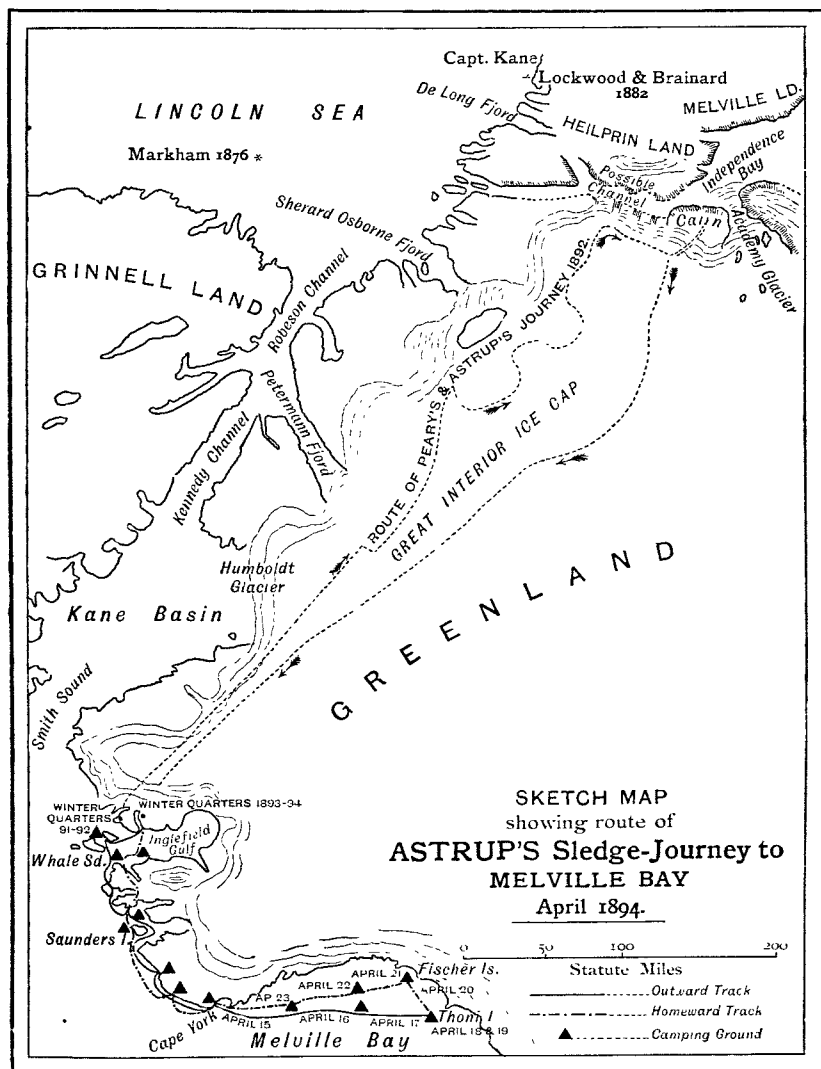 Capt. Kane
Lockwood & Brainard
1882
De Long Fjord
MELVILLE LD.
LINCOLN SEA
HEILPRIN LAND
Markham 1876 *
Independence
Bay
Possible
Channel
Sherard Osborne Fjord
Cairn
Academy Glacier
GRINNELL LAND
Robeson Channel
ROUTE OF PEARY'S & ASTRUP'S JOURNEY 1892
Petermann Fjord
Kennedy Channel
GREAT INTERIOR ICE CAP
Humboldt
Glacier
GREENLAND
Kane Basin
Smith Sound
WINTER
QUARTERS
91-92
WINTER QUARTERS 1893-94
Inglefield
Gulf
Whale Sd.
Saunders I.
SKETCH MAP
showing route of
ASTRUP'S Sledge-Journey to
MELVILLE BAY
April 1894.
0 50 100 200
Statute Miles
Outward Track
Homeward Track
Camping Ground
Fischer Is.
APRIL 21
APRIL 20
APRIL 22
AP. 23
Thom I
APRIL 15
APRIL 16
APRIL 17
APRIL 18 & 19
Cape York
Melville Bay